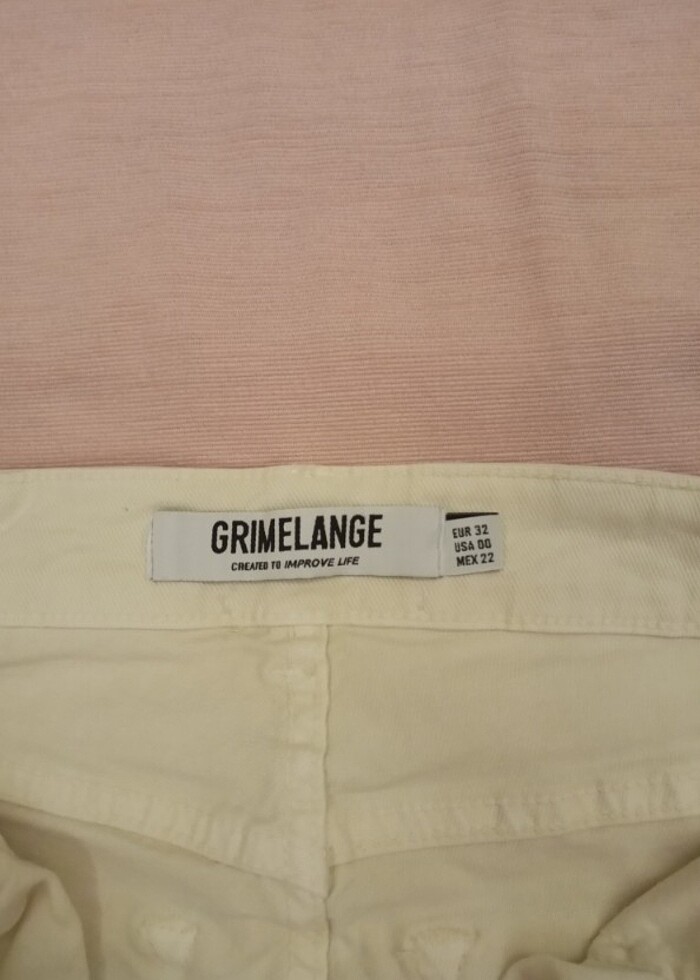 GRIMELANGE
CREATED TO IMPROVE LIFE
EUR 32
USA 00
MEX 22